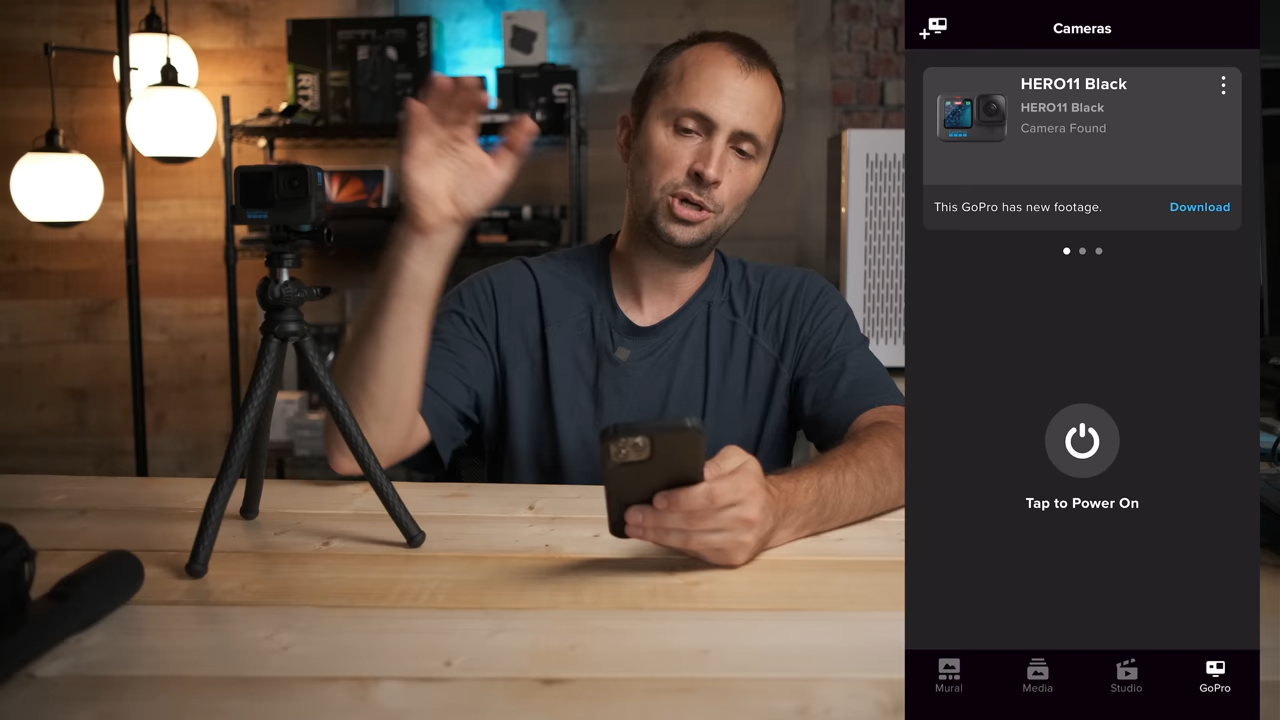 Cameras
HERO11 Black
HERO11 Black
Camera Found
This GoPro has new footage.
Download
Tap to Power On
Mural
Media
Studio
GoPro
RTX